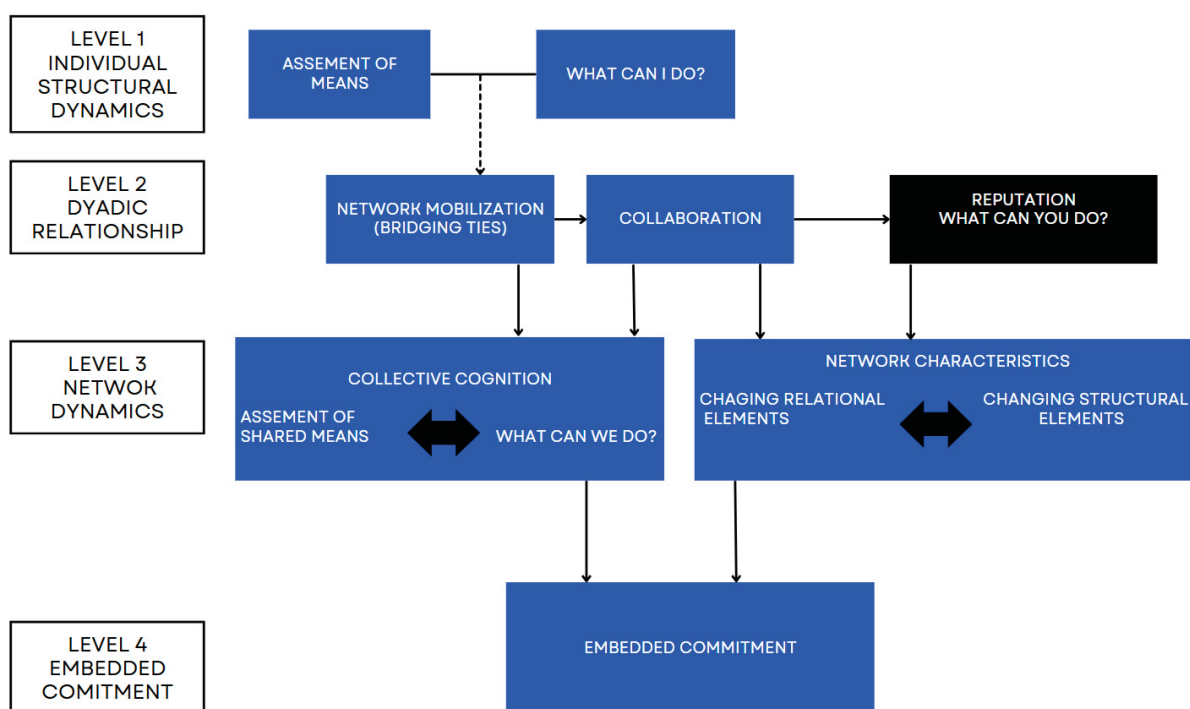 LEVEL 1
INDIVIDUAL
STRUCTURAL
DYNAMICS
ASSEMENT OF
MEANS
WHAT CAN I DO?
LEVEL 2
DYADIC
RELATIONSHIP
NETWORK MOBILIZATION
(BRIDGING TIES)
COLLABORATION
REPUTATION
WHAT CAN YOU DO?
LEVEL 3
NETWOK
DYNAMICS
COLLECTIVE COGNITION
ASSEMENT OF
SHARED MEANS
WHAT CAN WE DO?
NETWORK CHARACTERISTICS
CHAGING RELATIONAL
ELEMENTS
CHANGING STRUCTURAL
ELEMENTS
LEVEL 4
EMBEDDED
COMITMENT
EMBEDDED COMMITMENT